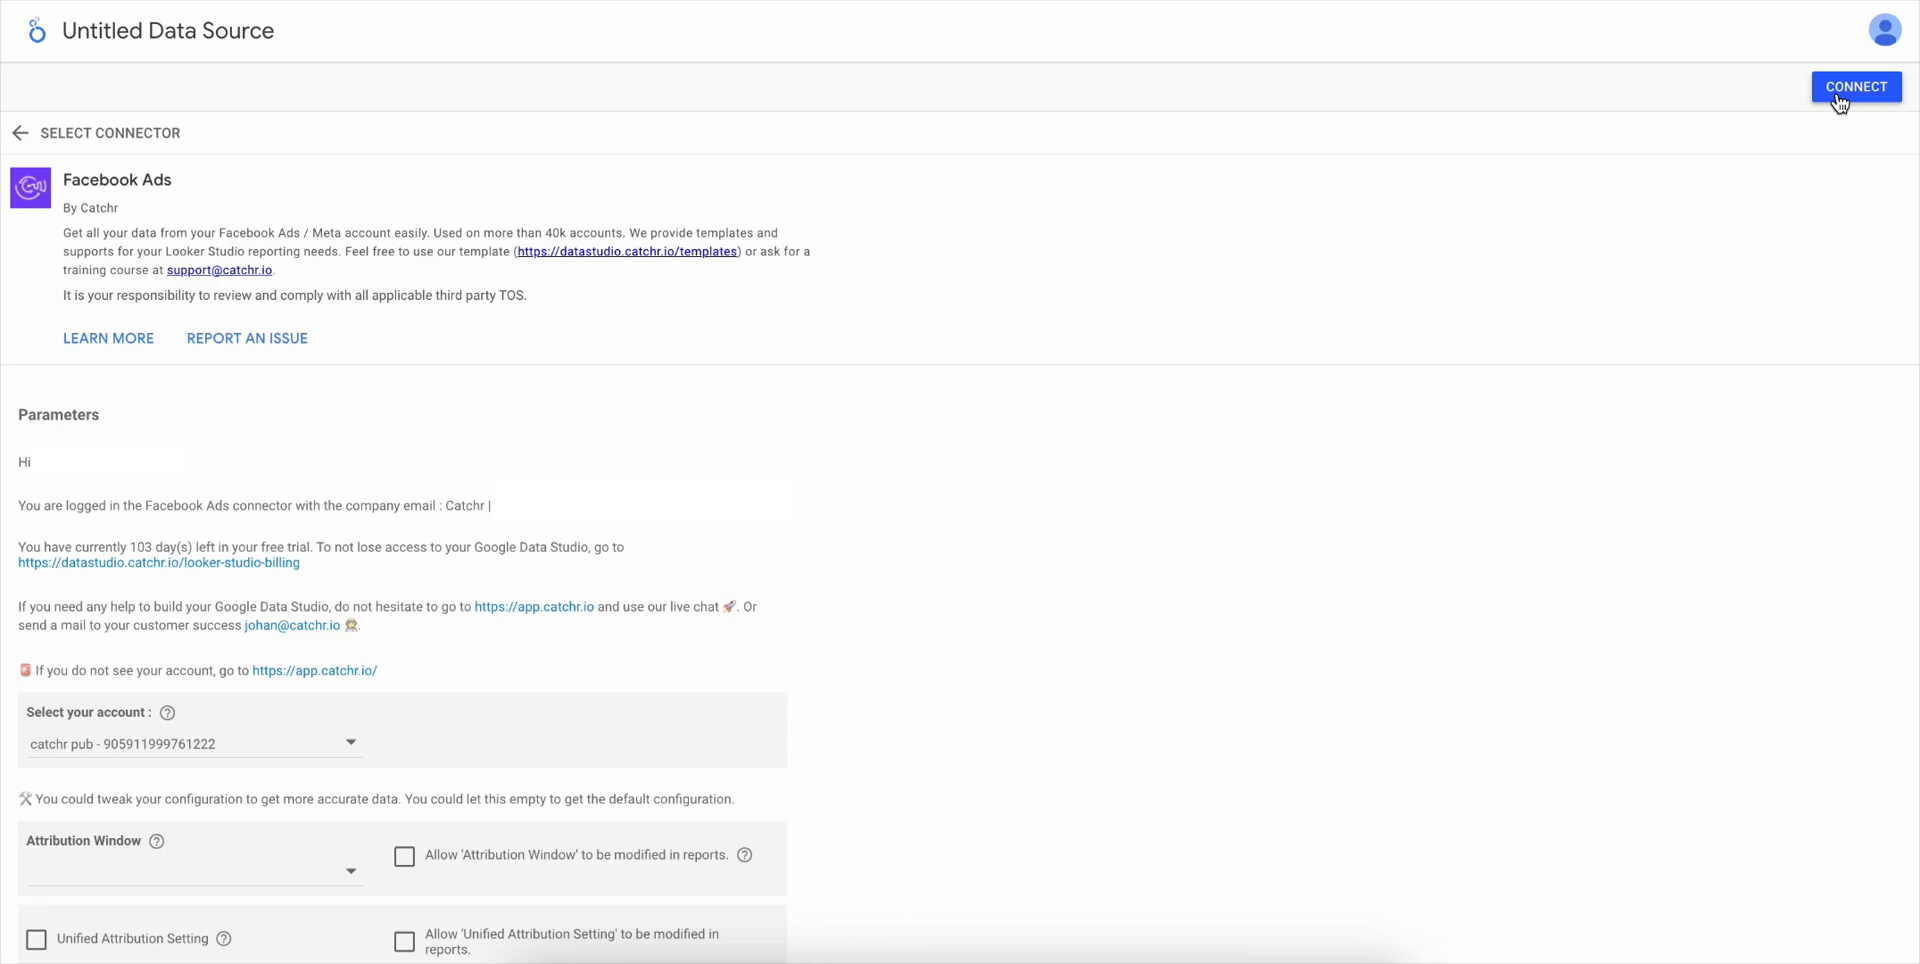 Untitled Data Source
CONNECT
SELECT CONNECTOR
Facebook Ads
By Catchr
Get all your data from your Facebook Ads / Meta account easily. Used on more than 40k accounts. We provide templates and
supports for your Looker Studio reporting needs. Feel free to use our template (https://datastudio.catchr.io/templates) or ask for a
training course at support@catchr.io.
It is your responsibility to review and comply with all applicable third party TOS.
LEARN MORE REPORT AN ISSUE
Parameters
Hi
You are logged in the Facebook Ads connector with the company email : Catchr |
You have currently 103 day(s) left in your free trial. To not lose access to your Google Data Studio, go to
https://datastudio.catchr.io/looker-studio-billing
If you need any help to build your Google Data Studio, do not hesitate to go to https://app.catchr.io and use our live chat 🚀. Or
send a mail to your customer success johan@catchr.io 👨‍🚀.
🚨 If you do not see your account, go to https://app.catchr.io/
Select your account :
catchr pub - 905911999761222
🛠 You could tweak your configuration to get more accurate data. You could let this empty to get the default configuration.
Attribution Window
Allow 'Attribution Window' to be modified in reports.
Unified Attribution Setting
Allow 'Unified Attribution Setting' to be modified in
reports.